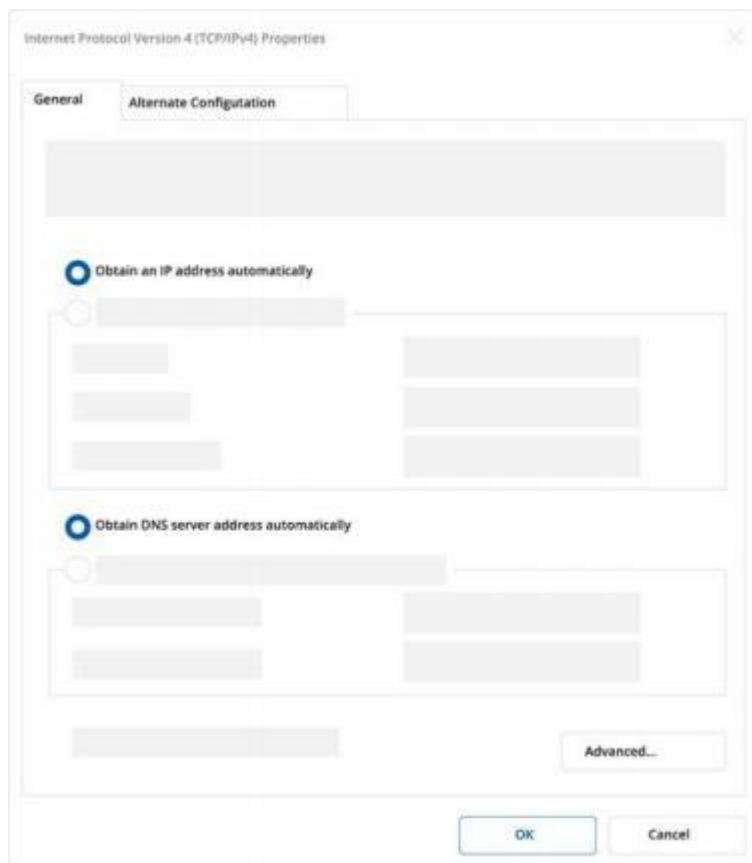 Internet Protocol Version 4 (TCP/IPv4) Properties
General
Alternate Configutation
Obtain an IP address automatically
Obtain DNS server address automatically
Advanced...
OK
Cancel